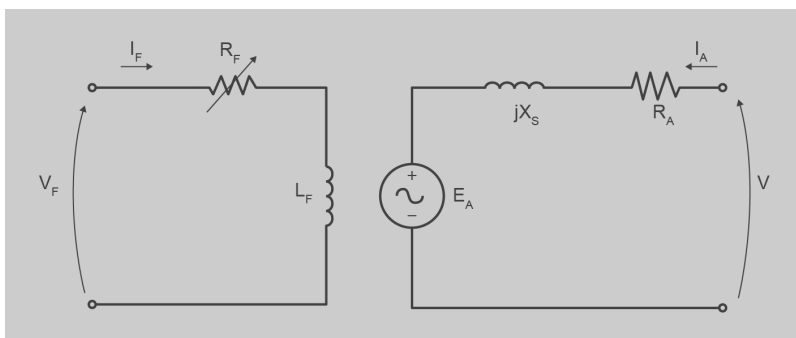 I_F
R_F
I_A
jX_S
R_A
V_F
L_F
+
−
E_A
V